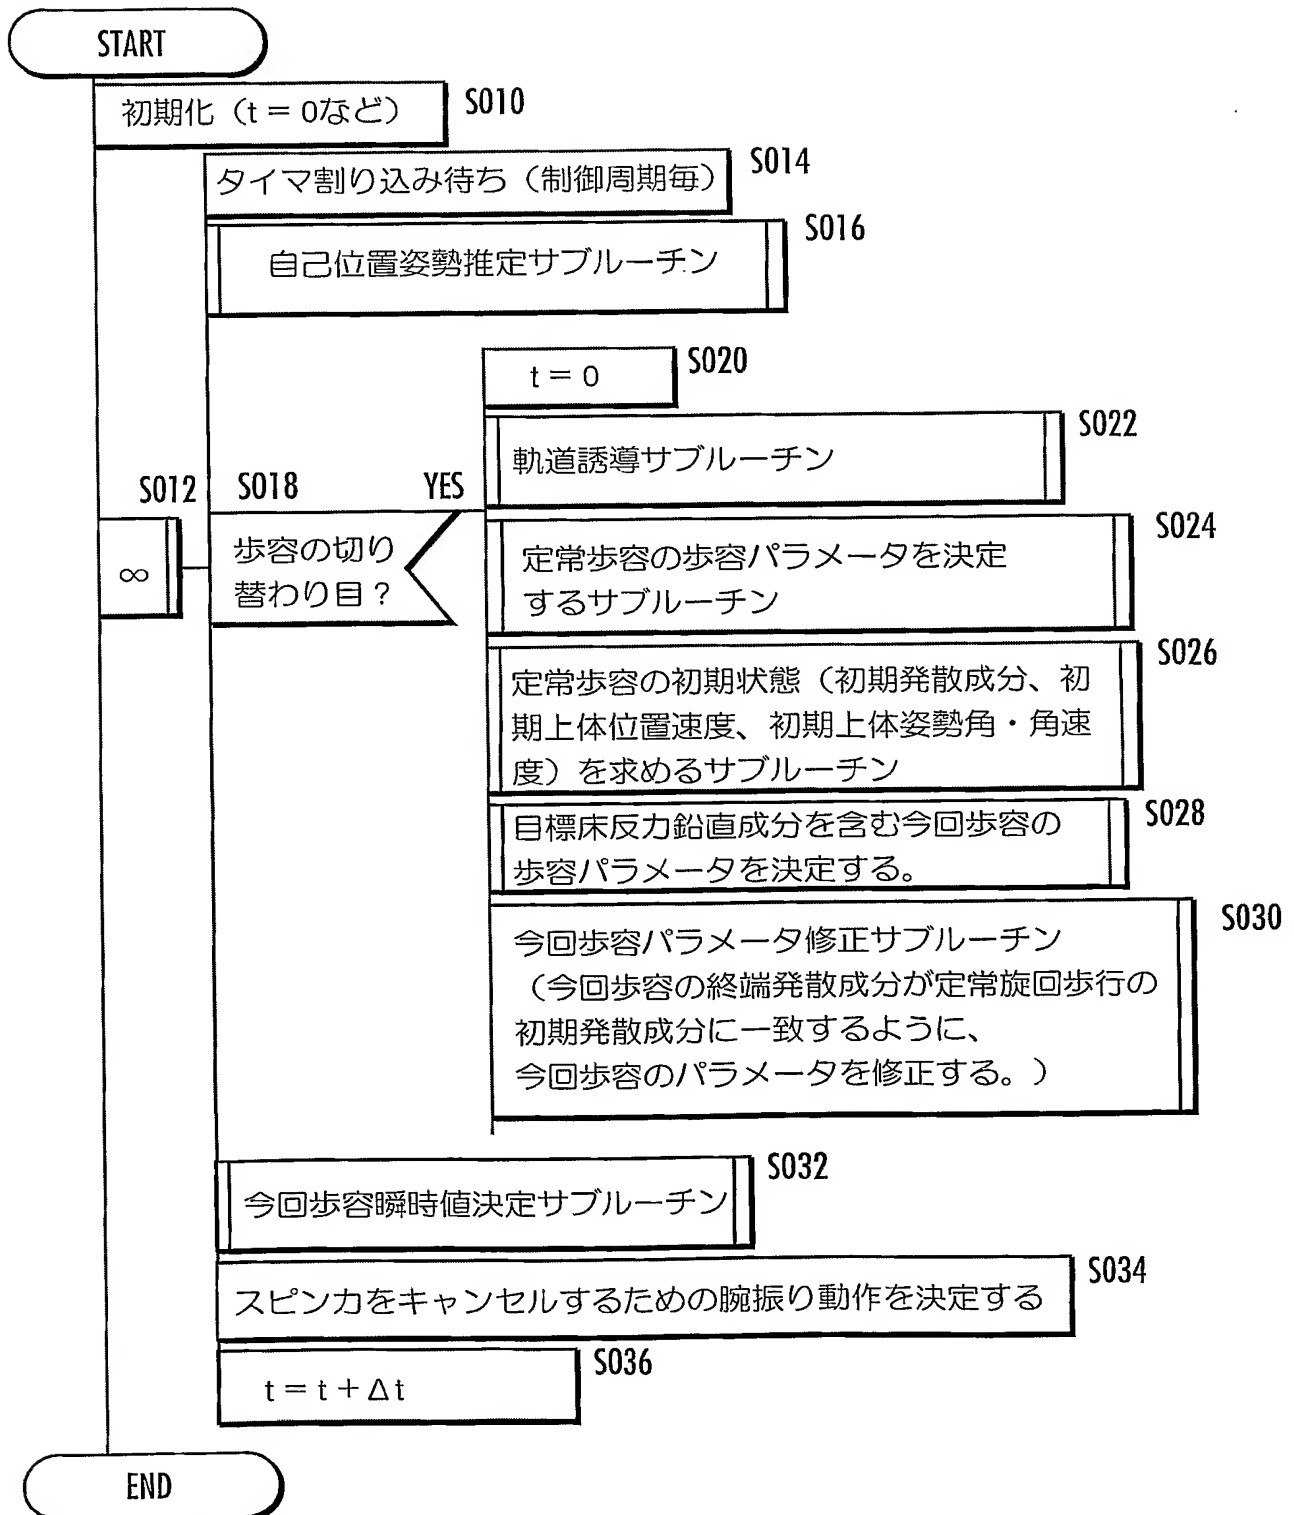 START
初期化（t = 0など）
S010
タイマ割り込み待ち（制御周期毎）
S014
自己位置姿勢推定サブルーチン
S016
t = 0
S020
軌道誘導サブルーチン
S022
S012
∞
S018
YES
歩容の切り
替わり目？
定常歩容の歩容パラメータを決定
するサブルーチン
S024
定常歩容の初期状態（初期発散成分、初
期上体位置速度、初期上体姿勢角・角速
度）を求めるサブルーチン
S026
目標床反力鉛直成分を含む今回歩容の
歩容パラメータを決定する。
S028
今回歩容パラメータ修正サブルーチン
（今回歩容の終端発散成分が定常旋回歩行の
初期発散成分に一致するように、
今回歩容のパラメータを修正する。）
S030
今回歩容瞬時値決定サブルーチン
S032
スピン力をキャンセルするための腕振り動作を決定する
S034
t = t + Δt
S036
END